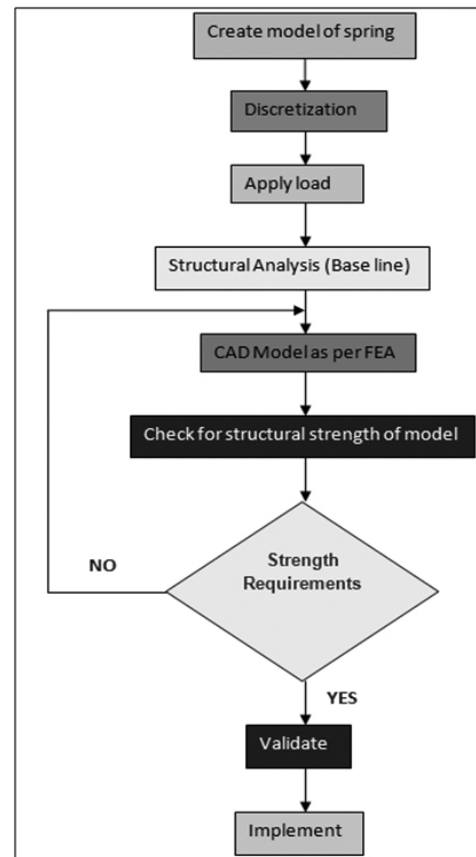 Create model of spring
Discretization
Apply load
Structural Analysis (Base line)
CAD Model as per FEA
Check for structural strength of model
Strength
Requirements
NO
YES
Validate
Implement